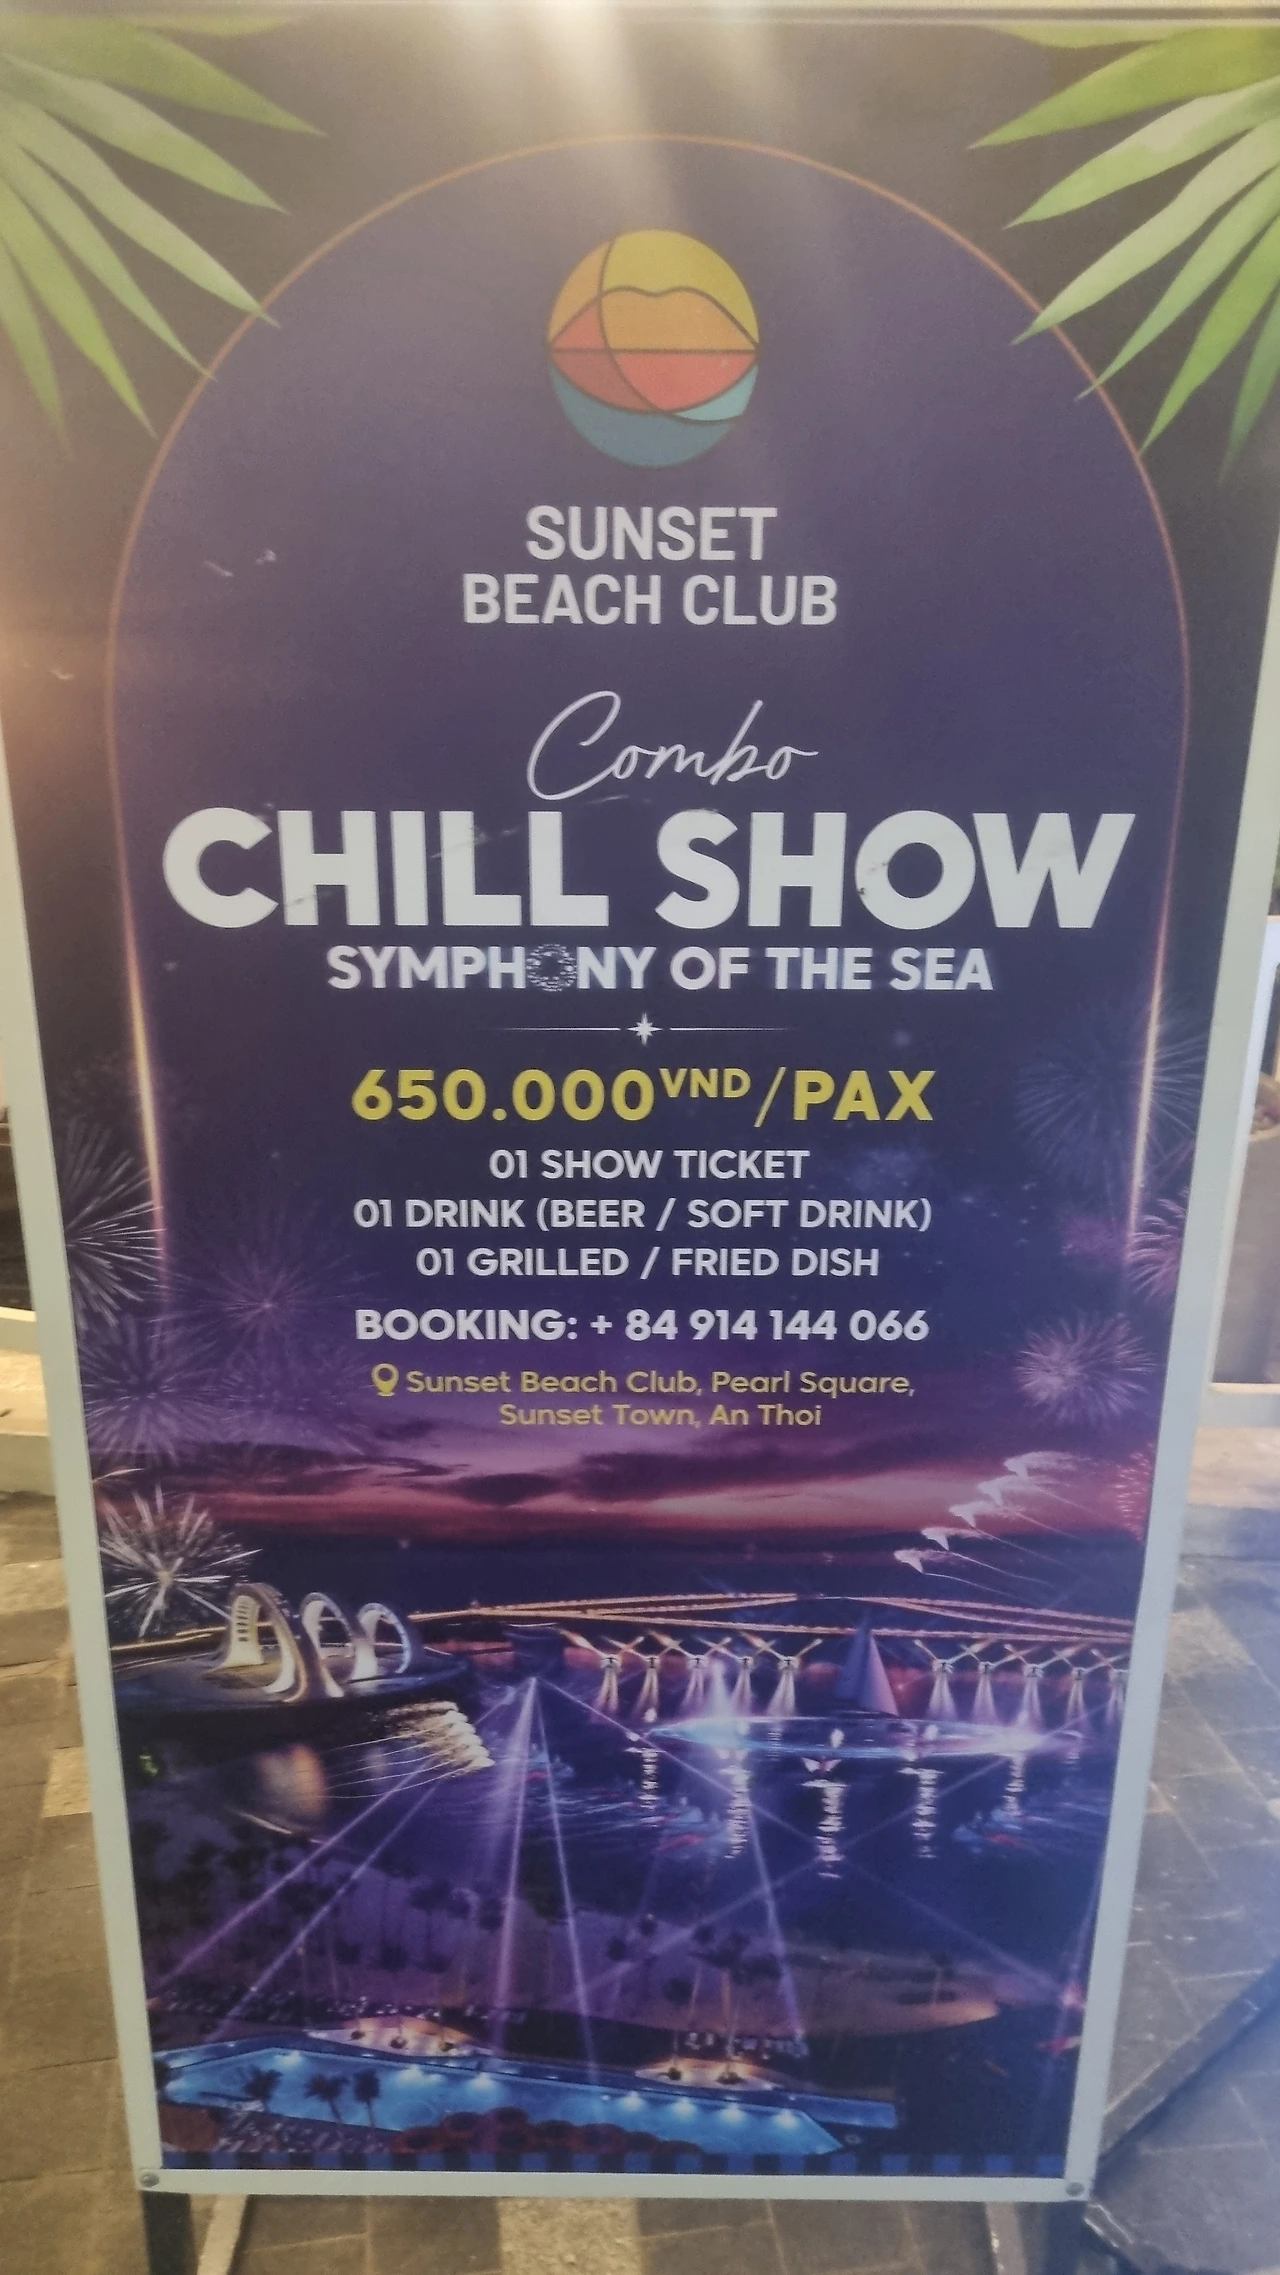 SUNSET
BEACH CLUB
Combo
CHILL SHOW
SYMPHONY OF THE SEA
650.000VND/PAX
01 SHOW TICKET
01 DRINK (BEER / SOFT DRINK)
01 GRILLED / FRIED DISH
BOOKING: + 84 914 144 066
Sunset Beach Club, Pearl Square,
Sunset Town, An Thoi